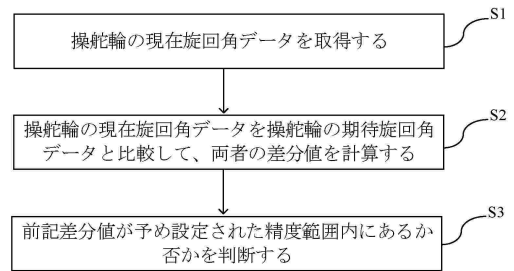 S1
操舵輪の現在旋回角データを取得する
S2
操舵輪の現在旋回角データを操舵輪の期待旋回角
データと比較して、両者の差分値を計算する
S3
前記差分値が予め設定された精度範囲内にあるか
否かを判断する